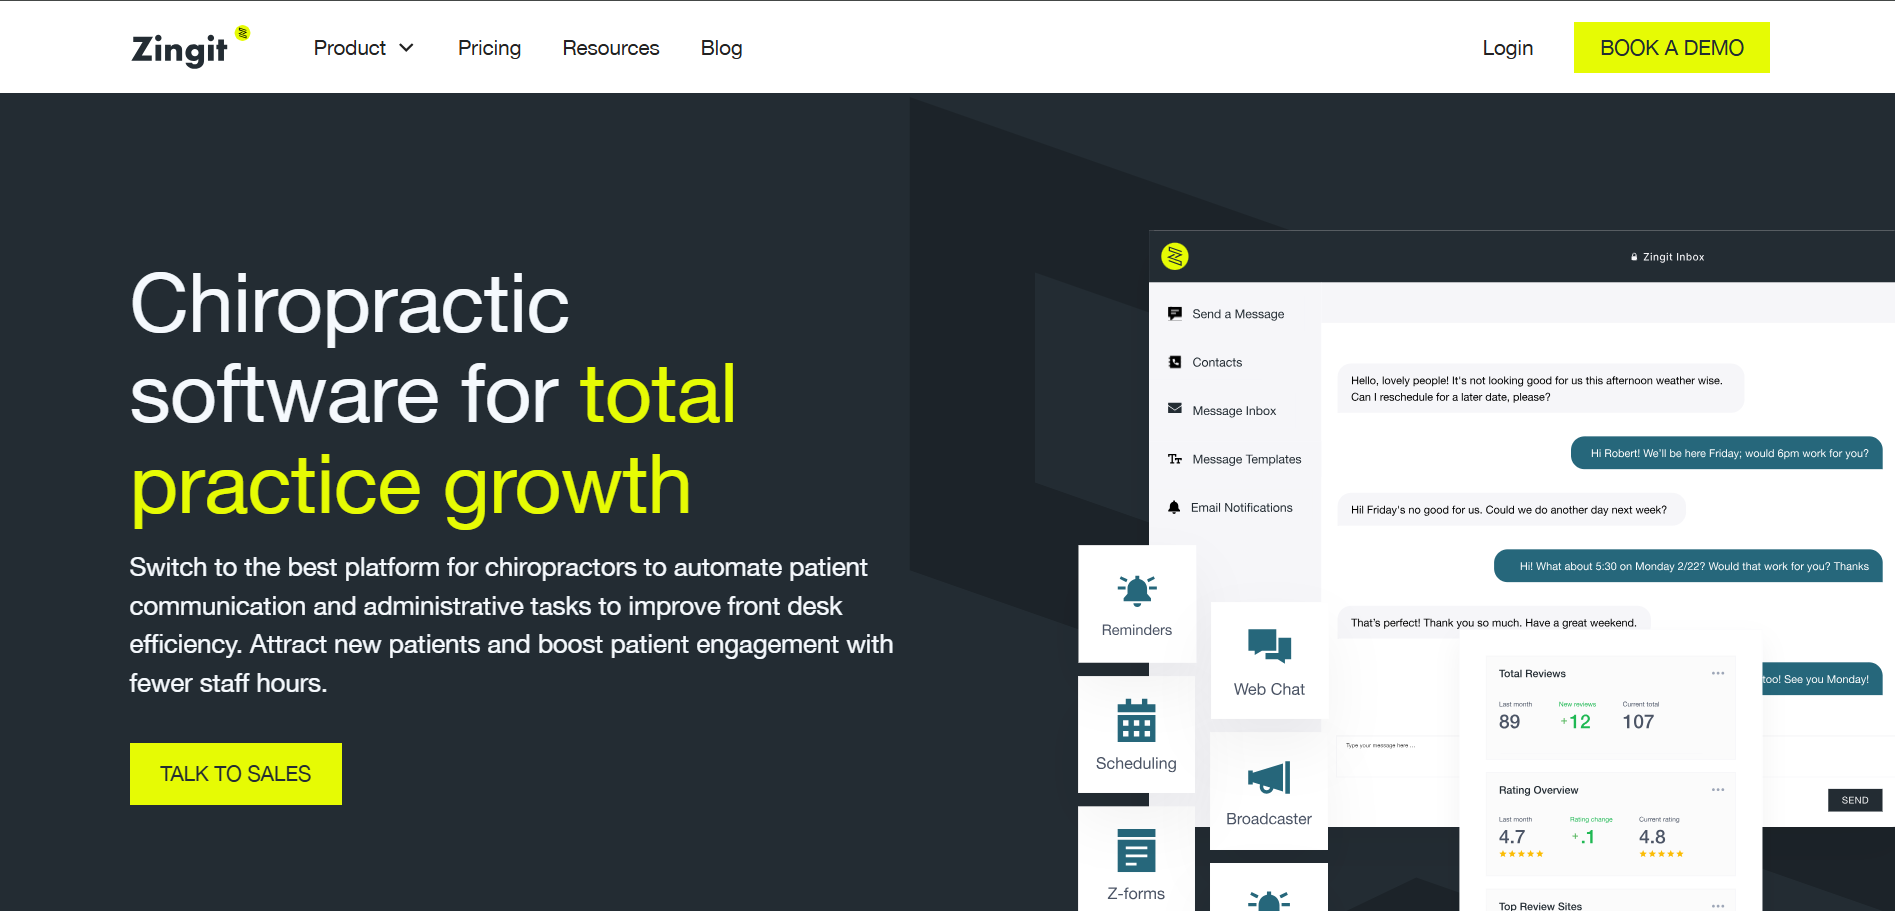 Zingit
Product
Pricing
Resources
Blog
Login
BOOK A DEMO
Chiropractic
software for total
practice growth
Switch to the best platform for chiropractors to automate patient
communication and administrative tasks to improve front desk
efficiency. Attract new patients and boost patient engagement with
fewer staff hours.
TALK TO SALES
Zingit Inbox
Send a Message
Contacts
Message Inbox
Message Templates
Email Notifications
Hello, lovely people! It's not looking good for us this afternoon weather wise.
Can I reschedule for a later date, please?
Hi Robert! We'll be here Friday; would 6pm work for you?
Hi! Friday's no good for us. Could we do another day next week?
Hi! What about 5:30 on Monday 2/22? Would that work for you? Thanks
That's perfect! Thank you so much. Have a great weekend.
too! See you Monday!
Type your message here ...
SEND
Reminders
Web Chat
Scheduling
Broadcaster
Z-forms
Total Reviews
Last month New reviews Current total
89 +12 107
Rating Overview
Last month Rating change Current rating
4.7 +.1 4.8
Top Review Sites